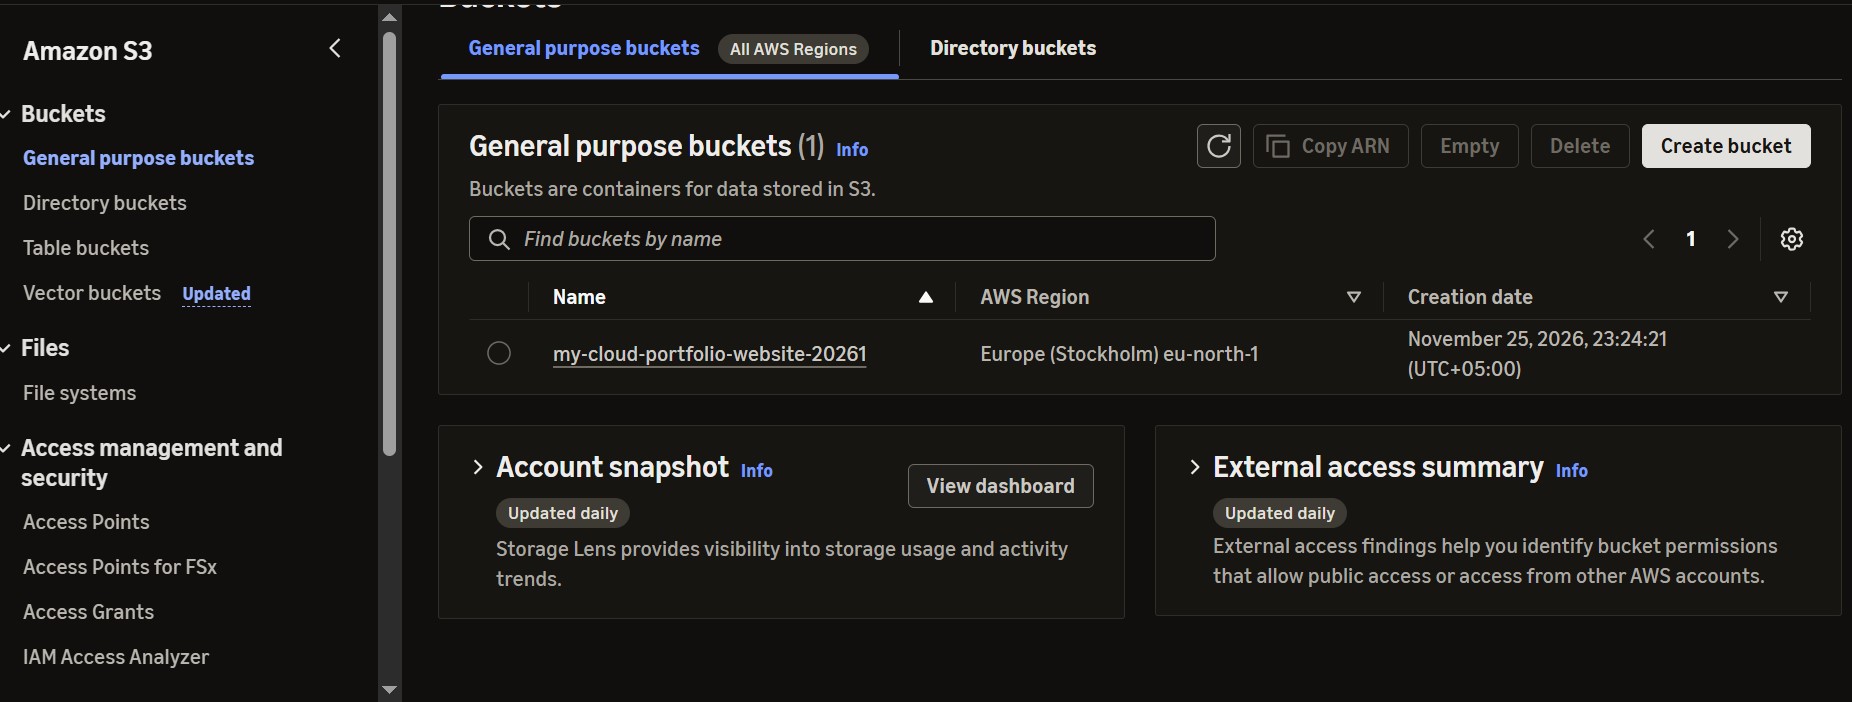 Buckets
Amazon S3
Buckets
General purpose buckets
Directory buckets
Table buckets
Vector buckets Updated
Files
File systems
Access management and
security
Access Points
Access Points for FSx
Access Grants
IAM Access Analyzer
General purpose buckets All AWS Regions Directory buckets
General purpose buckets (1) Info
Copy ARN Empty Delete Create bucket
Buckets are containers for data stored in S3.
Find buckets by name
1
Name AWS Region Creation date
my-cloud-portfolio-website-20261 Europe (Stockholm) eu-north-1 November 25, 2026, 23:24:21
(UTC+05:00)
Account snapshot Info
View dashboard
Updated daily
Storage Lens provides visibility into storage usage and activity
trends.
External access summary Info
Updated daily
External access findings help you identify bucket permissions
that allow public access or access from other AWS accounts.